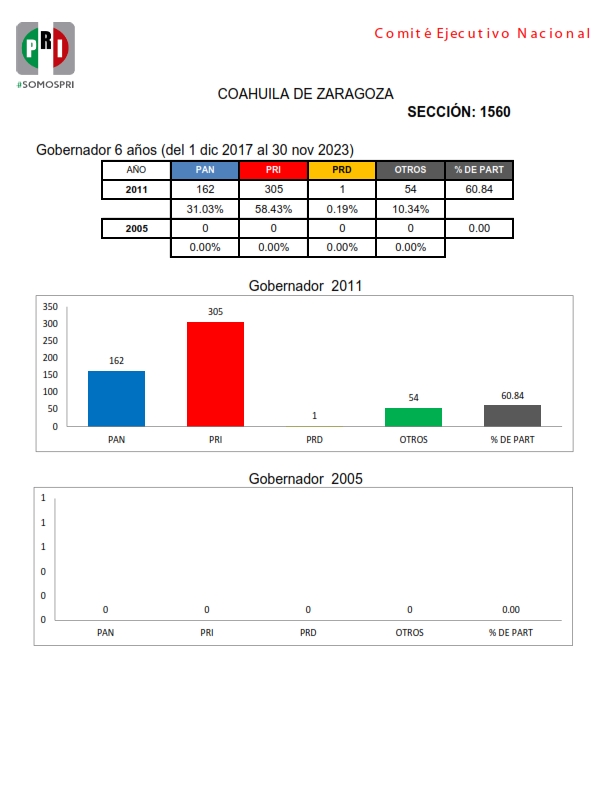 PRI
#SOMOSPRI
Comité Ejecutivo Nacional
COAHUILA DE ZARAGOZA
SECCIÓN: 1560
Gobernador 6 años (del 1 dic 2017 al 30 nov 2023)
AÑO PAN PRI PRD OTROS % DE PART
2011 162 305 1 54 60.84
31.03% 58.43% 0.19% 10.34%
2005 0 0 0 0 0.00
0.00% 0.00% 0.00% 0.00%
Gobernador 2011
350
300
250
200
150
100
50
0
162
305
1
54
60.84
PAN PRI PRD OTROS % DE PART
Gobernador 2005
1
1
1
0
0
0
0 0 0 0 0.00
PAN PRI PRD OTROS % DE PART